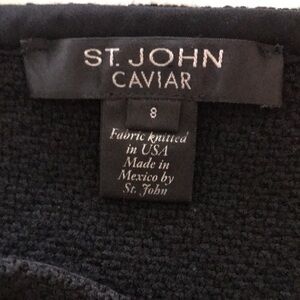 ST. JOHN
CAVIAR
8
Fabric knitted
in USA
Made in
Mexico by
St. John